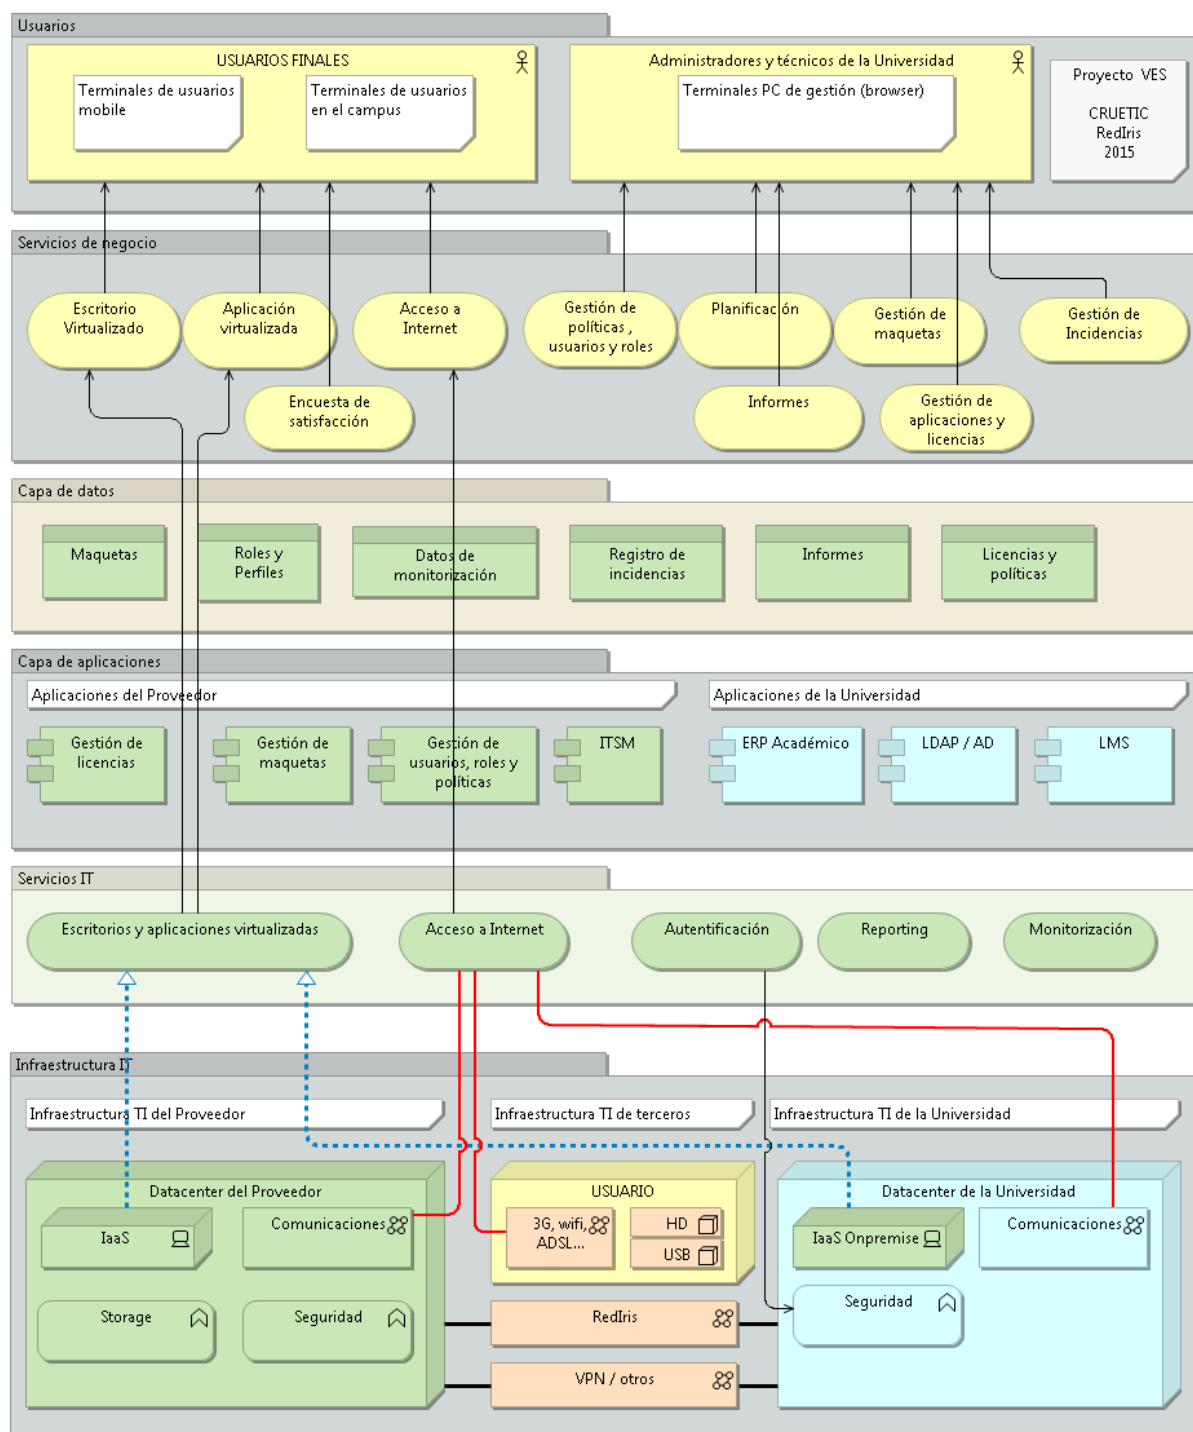 Usuarios
USUARIOS FINALES
Terminales de usuarios
mobile
Terminales de usuarios
en el campus
Administradores y técnicos de la Universidad
Terminales PC de gestión (browser)
Proyecto VES
CRUETIC
RedIris
2015
Servicios de negocio
Escritorio
Virtualizado
Aplicación
virtualizada
Acceso a
Internet
Gestión de
políticas ,
usuarios y roles
Planificación
Gestión de
maquetas
Gestión de
Incidencias
Encuesta de
satisfacción
Informes
Gestión de
aplicaciones y
licencias
Capa de datos
Maquetas
Roles y
Perfiles
Datos de
monitorización
Registro de
incidencias
Informes
Licencias y
políticas
Capa de aplicaciones
Aplicaciones del Proveedor
Aplicaciones de la Universidad
Gestión de
licencias
Gestión de
maquetas
Gestión de
usuarios, roles y
políticas
ITSM
ERP Académico
LDAP / AD
LMS
Servicios IT
Escritorios y aplicaciones virtualizadas
Acceso a Internet
Autentificación
Reporting
Monitorización
Infraestructura IT
Infraestructura TI del Proveedor
Infraestructura TI de terceros
Infraestructura TI de la Universidad
Datacenter del Proveedor
IaaS
Comunicaciones
Storage
Seguridad
USUARIO
3G, wifi,
ADSL...
HD
USB
RedIris
VPN / otros
Datacenter de la Universidad
IaaS Onpremise
Comunicaciones
Seguridad